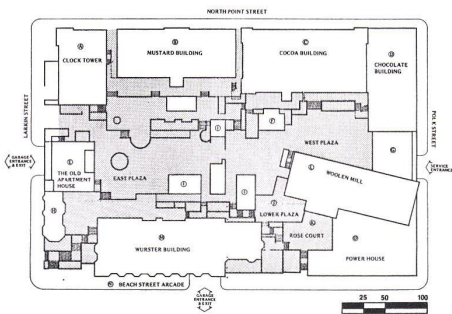 NORTH POINT STREET
A
CLOCK TOWER
B
MUSTARD BUILDING
C
COCOA BUILDING
D
CHOCOLATE
BUILDING
LARKIN STREET
POLK STREET
F
I
WEST PLAZA
G
GARAGE
ENTRANCE
& EXIT
SERVICE
ENTRANCE
E
THE OLD
APARTMENT
HOUSE
EAST PLAZA
I
I
L
WOOLEN MILL
H
J
LOWER PLAZA
K
ROSE COURT
M
WURSTER BUILDING
O
POWER HOUSE
N BEACH STREET ARCADE
GARAGE
ENTRANCE
& EXIT
25 50 100